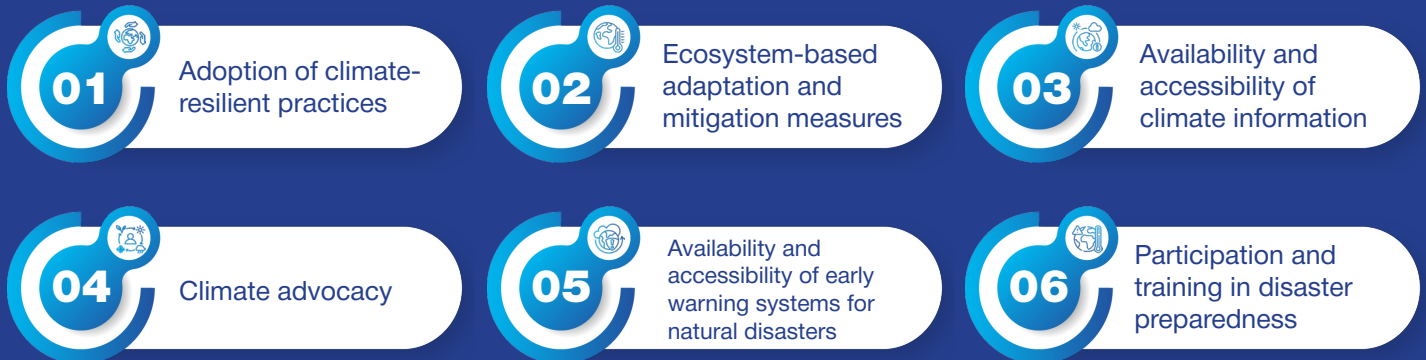 01
Adoption of climate-
resilient practices
02
Ecosystem-based
adaptation and
mitigation measures
03
Availability and
accessibility of
climate information
04
Climate advocacy
05
Availability and
accessibility of early
warning systems for
natural disasters
06
Participation and
training in disaster
preparedness